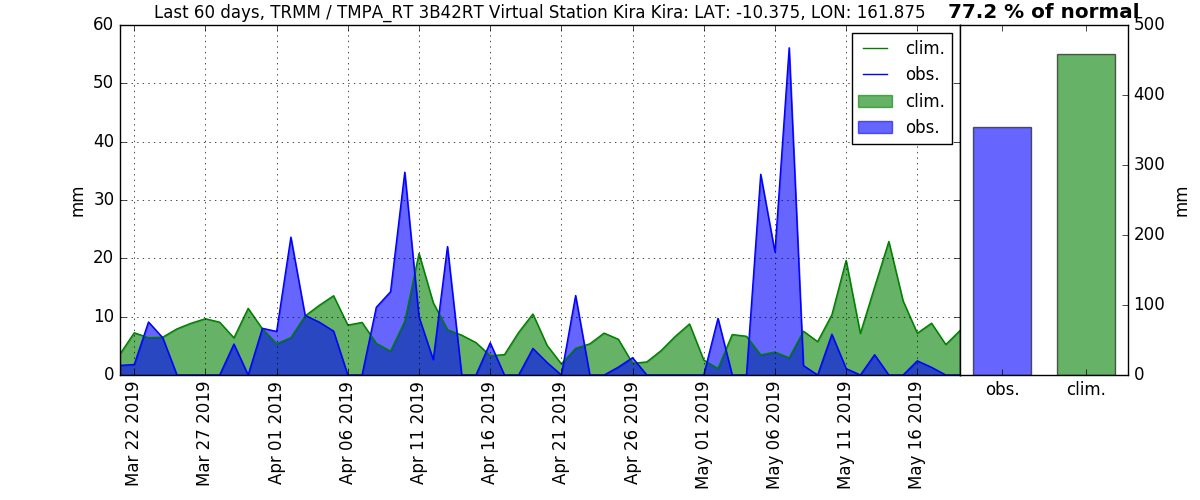 Last 60 days, TRMM / TMPA_RT 3B42RT Virtual Station Kira Kira: LAT: -10.375, LON: 161.875
77.2 % of normal
60
50
40
30
20
10
0
mm
clim.
obs.
clim.
obs.
Mar 22 2019
Mar 27 2019
Apr 01 2019
Apr 06 2019
Apr 11 2019
Apr 16 2019
Apr 21 2019
Apr 26 2019
May 01 2019
May 06 2019
May 11 2019
May 16 2019
500
400
300
200
100
0
mm
obs.
clim.